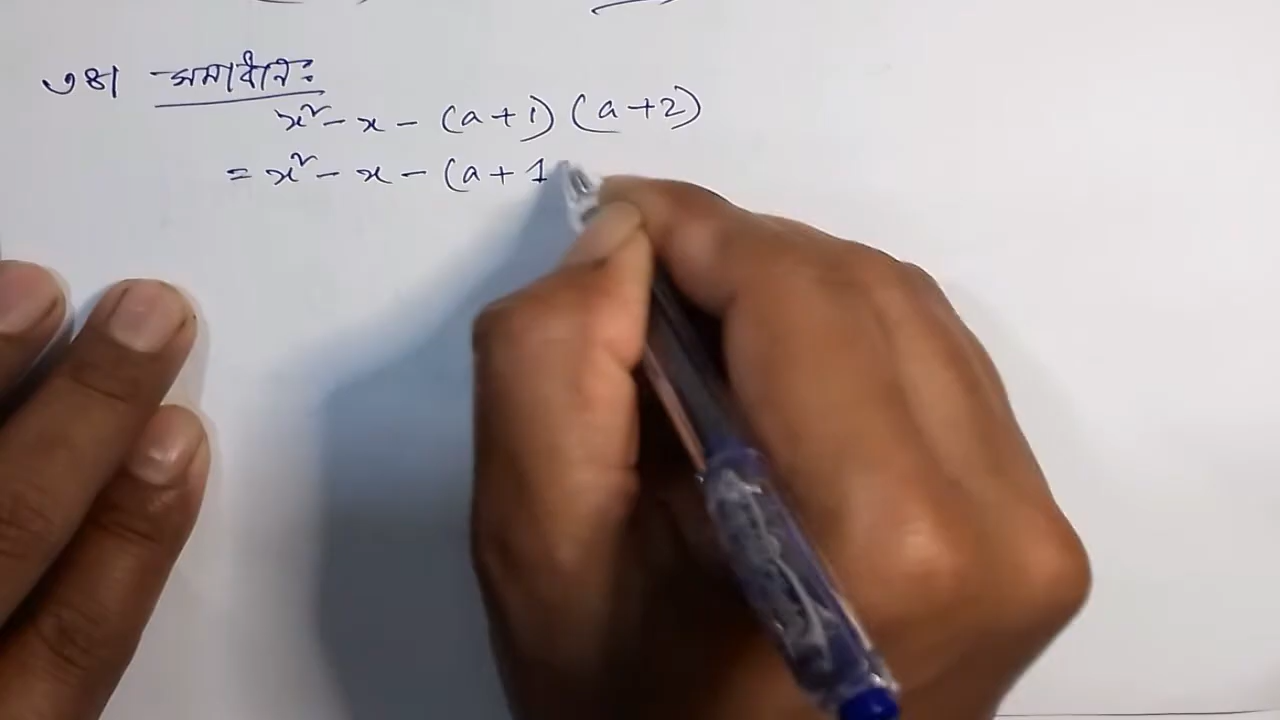 ৩৪। সমাধান:
x² - x - (a + 1) (a + 2)
= x² - x - (a + 1